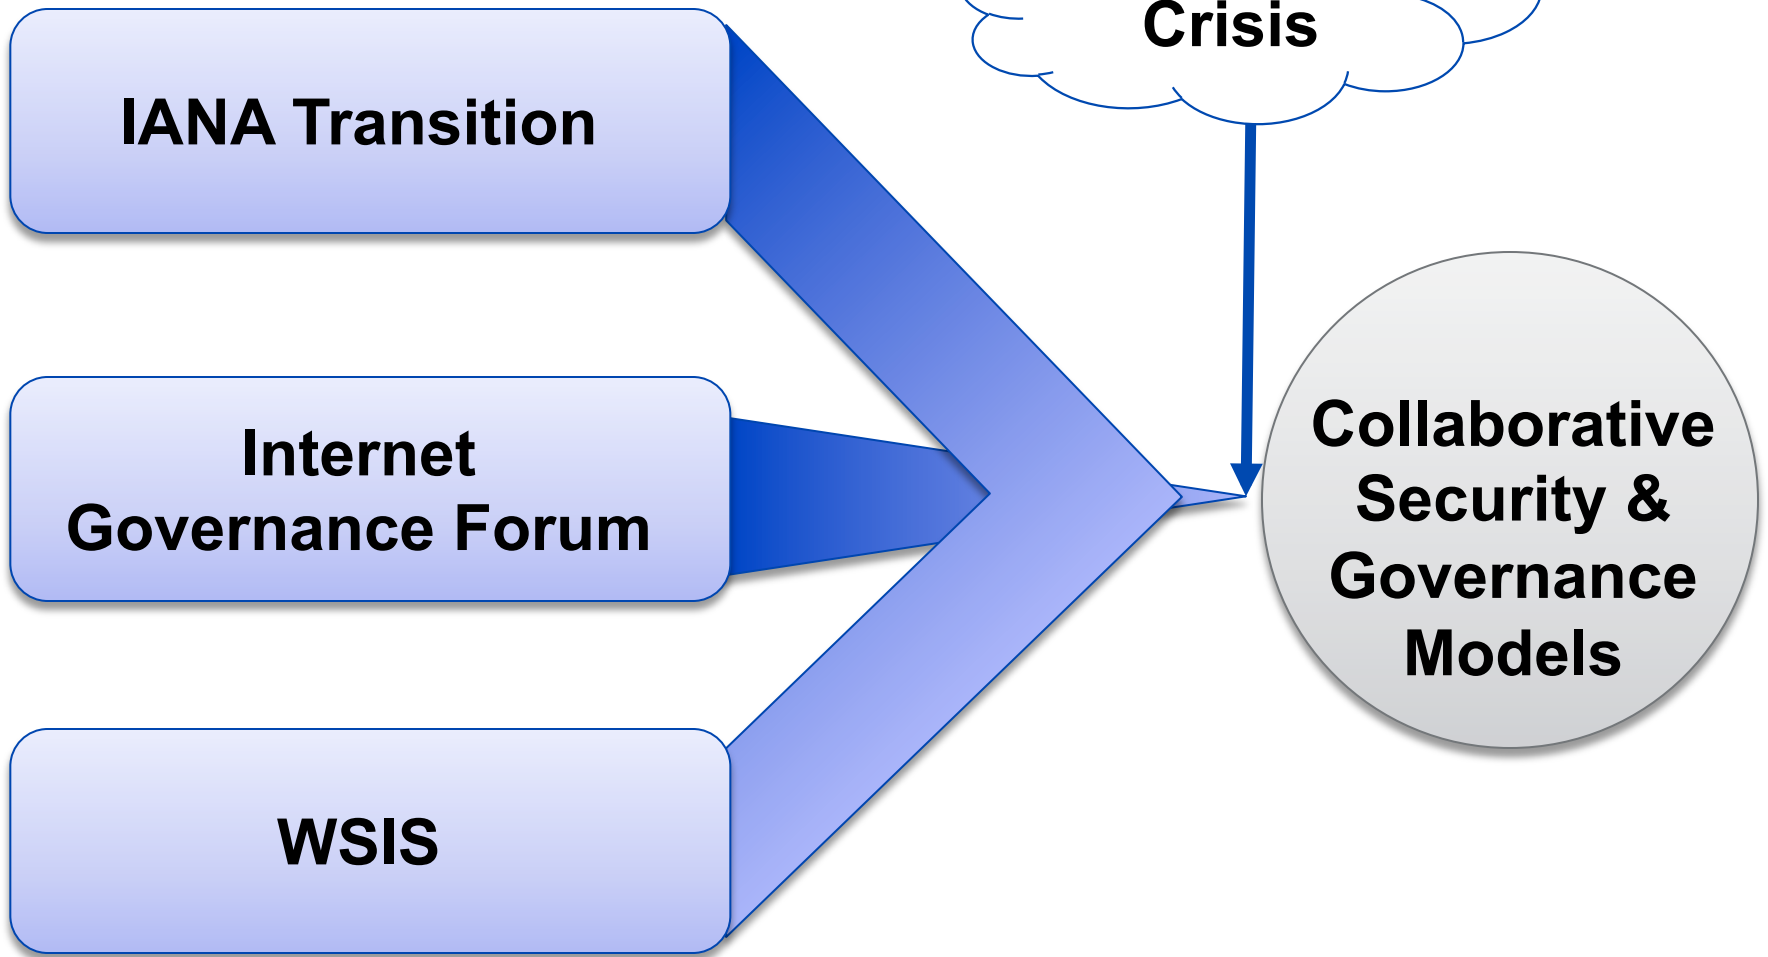 Crisis
IANA Transition
Internet
Governance Forum
WSIS
Collaborative
Security &
Governance
Models